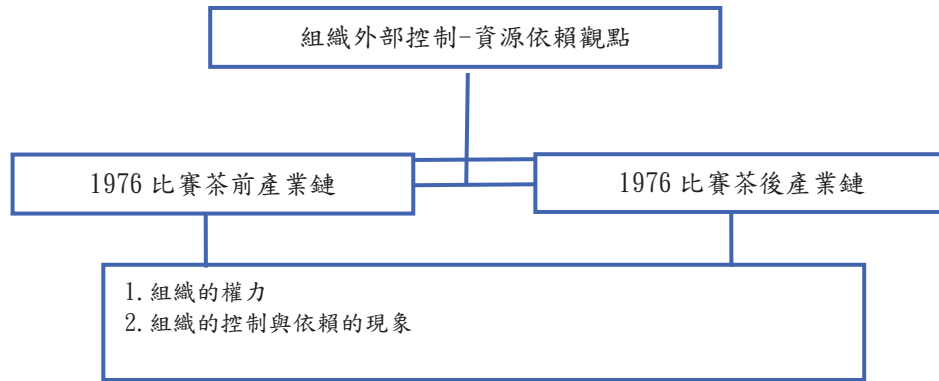 組織外部控制-資源依賴觀點
1976 比賽茶前產業鏈
1976 比賽茶後產業鏈
1.組織的權力
2.組織的控制與依賴的現象